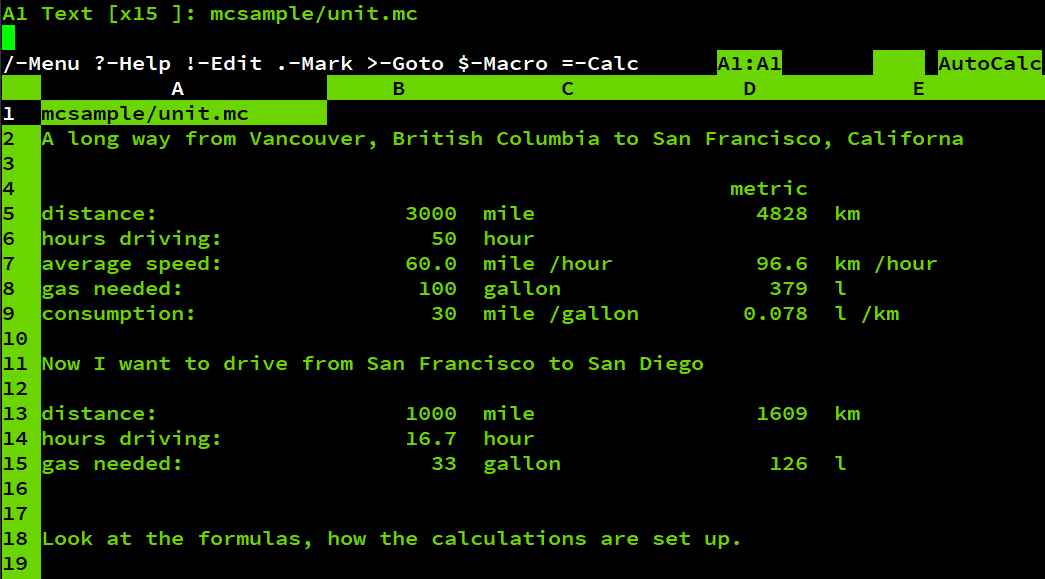 A1 Text [x15 ]: mcsample/unit.mc
/-Menu ?-Help !-Edit .-Mark >-Goto $-Macro =-Calc A1:A1 AutoCalc
A B C D E
1 mcsample/unit.mc
2 A long way from Vancouver, British Columbia to San Francisco, Californa
3
4 metric
5 distance: 3000 mile 4828 km
6 hours driving: 50 hour
7 average speed: 60.0 mile /hour 96.6 km /hour
8 gas needed: 100 gallon 379 l
9 consumption: 30 mile /gallon 0.078 l /km
10
11 Now I want to drive from San Francisco to San Diego
12
13 distance: 1000 mile 1609 km
14 hours driving: 16.7 hour
15 gas needed: 33 gallon 126 l
16
17
18 Look at the formulas, how the calculations are set up.
19